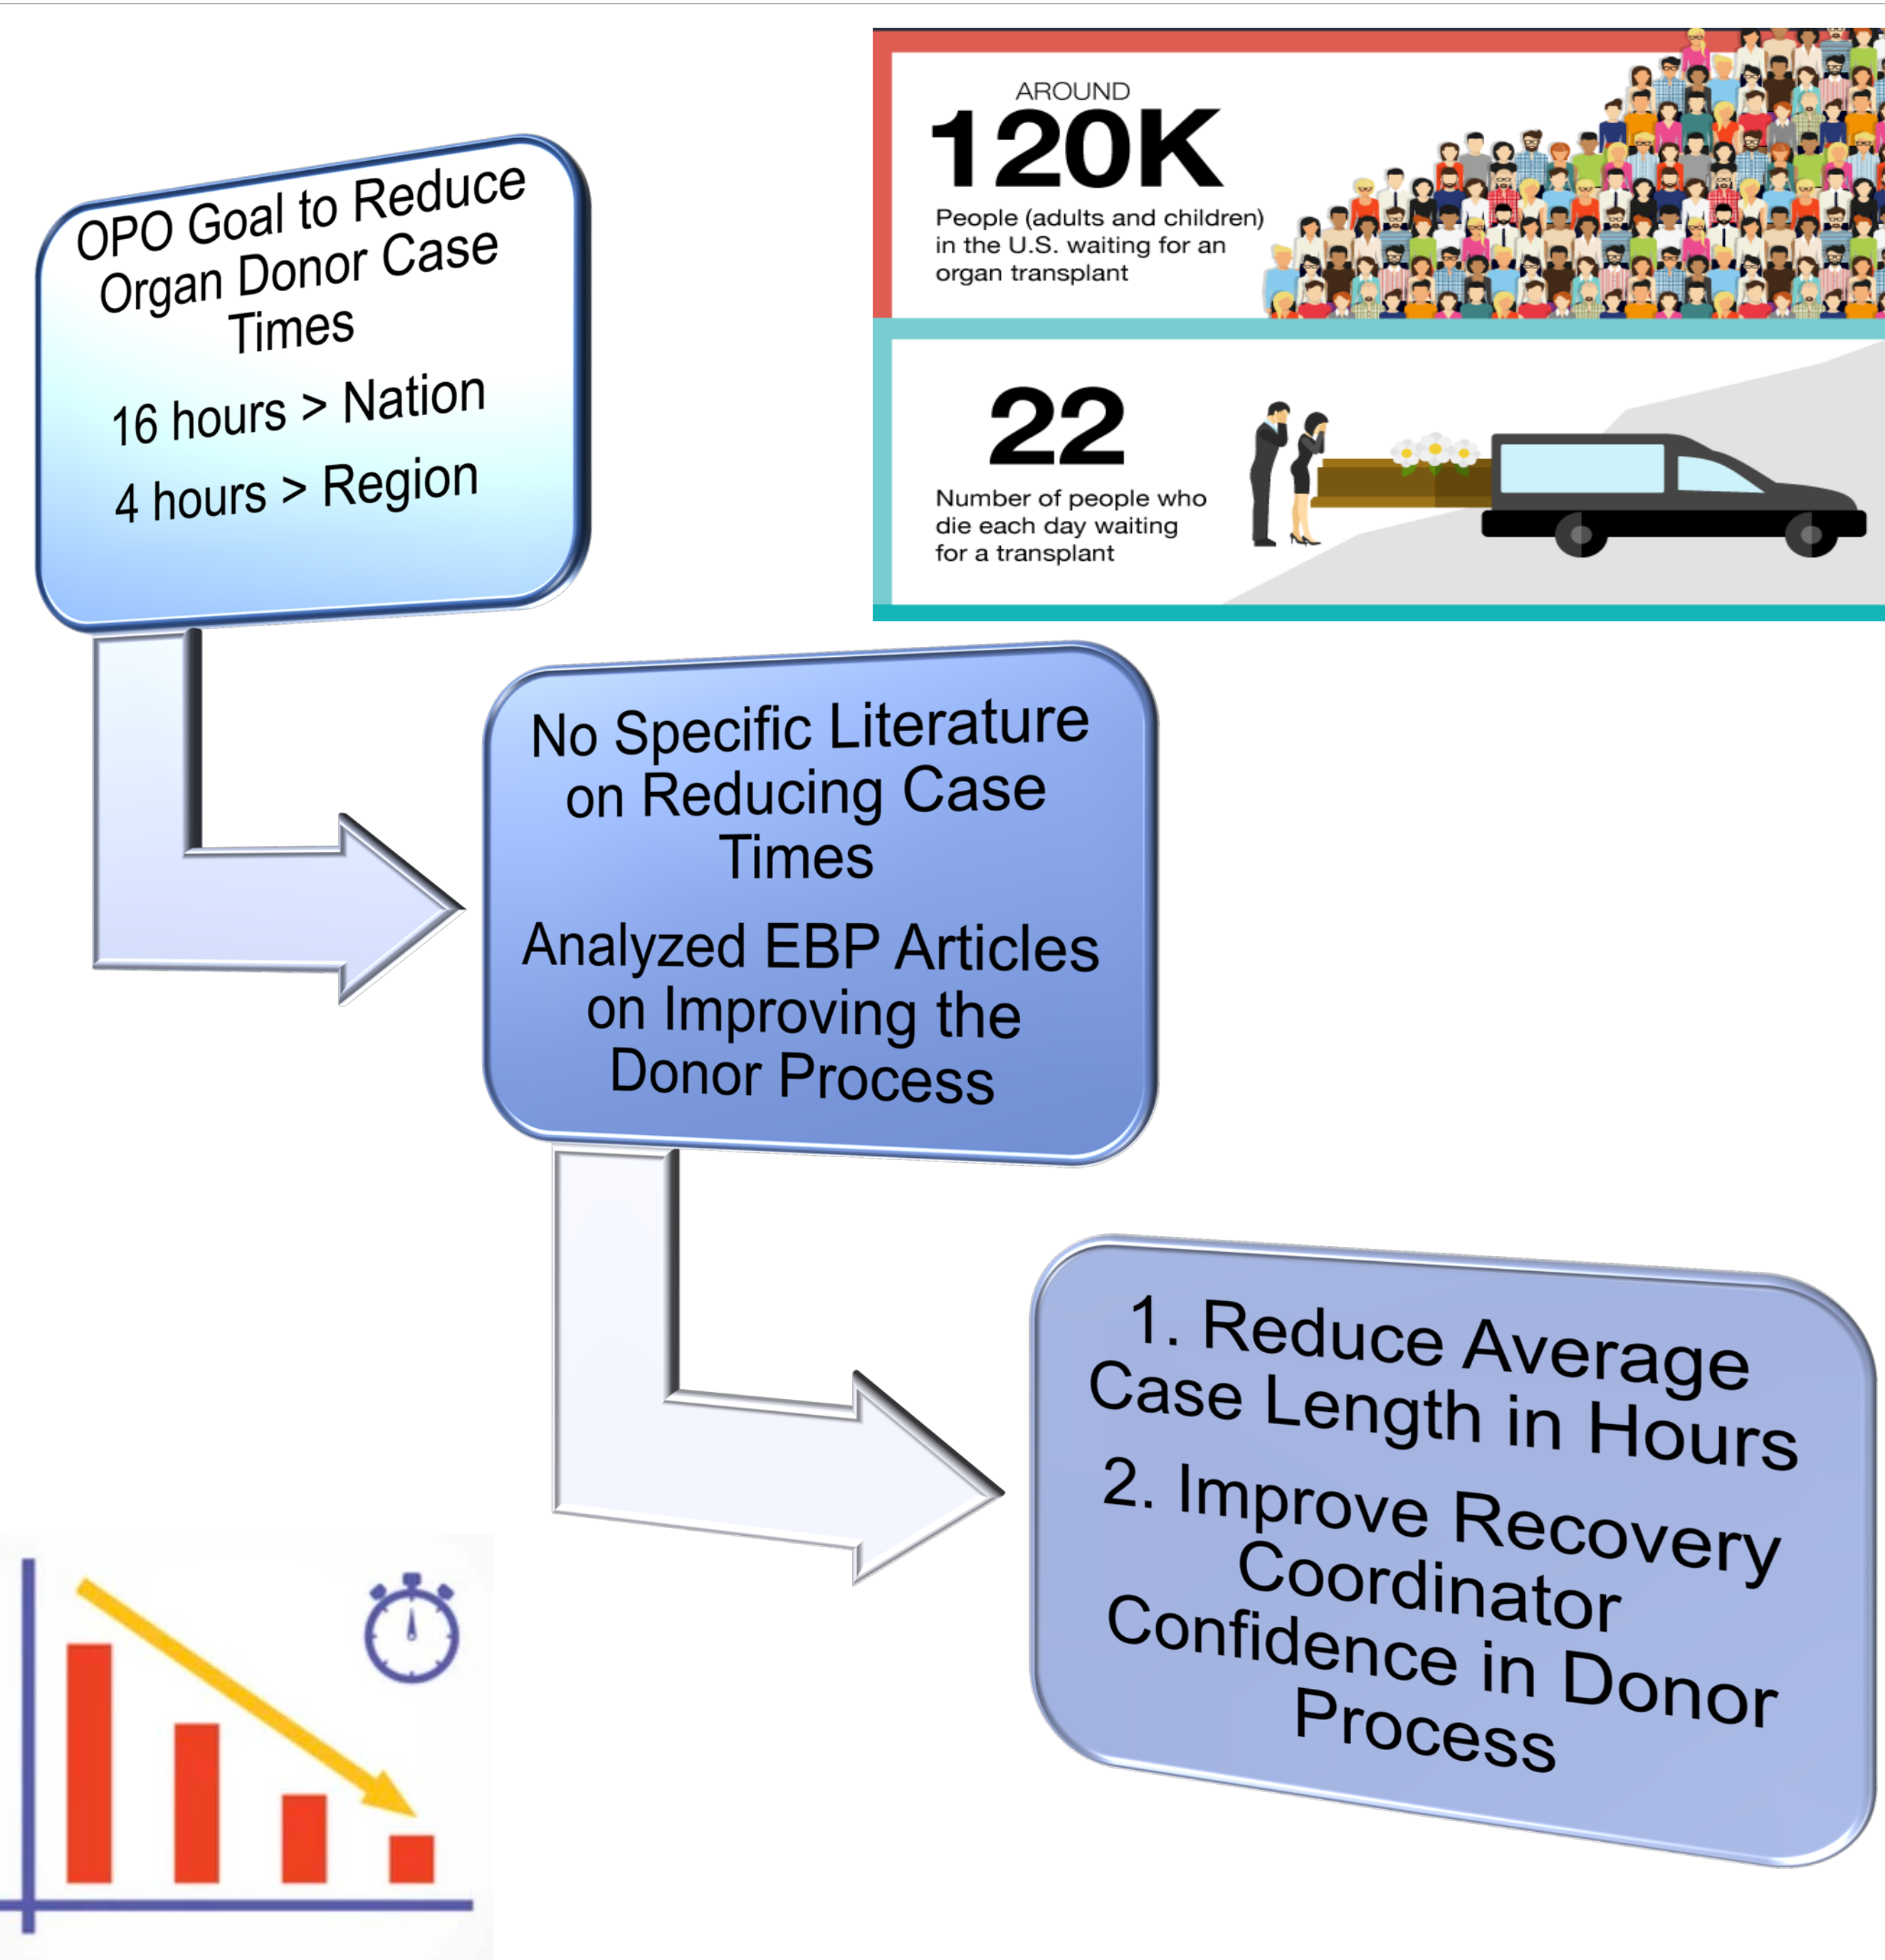 OPO Goal to Reduce
Organ Donor Case
Times
16 hours > Nation
4 hours > Region
AROUND
120K
People (adults and children)
in the U.S. waiting for an
organ transplant
22
Number of people who
die each day waiting
for a transplant
No Specific Literature
on Reducing Case
Times
Analyzed EBP Articles
on Improving the
Donor Process
1. Reduce Average
Case Length in Hours
2. Improve Recovery
Coordinator
Confidence in Donor
Process